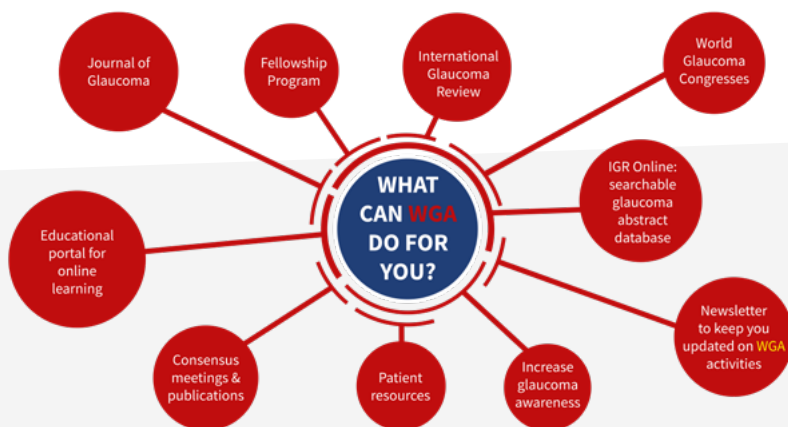 Journal of
Glaucoma
Fellowship
Program
International
Glaucoma
Review
World
Glaucoma
Congresses
WHAT
CAN WGA
DO FOR
YOU?
IGR Online:
searchable
glaucoma
abstract
database
Educational
portal for
online
learning
Newsletter
to keep you
updated on WGA
activities
Consensus
meetings &
publications
Patient
resources
Increase
glaucoma
awareness